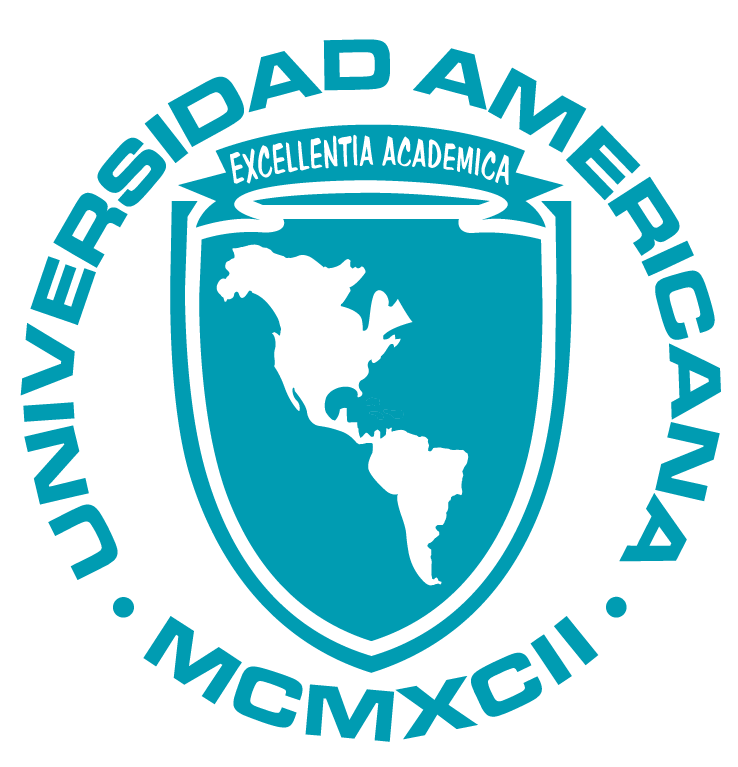 UNIVERSIDAD AMERICANA
EXCELLENTIA ACADEMICA
• MCMXCII •